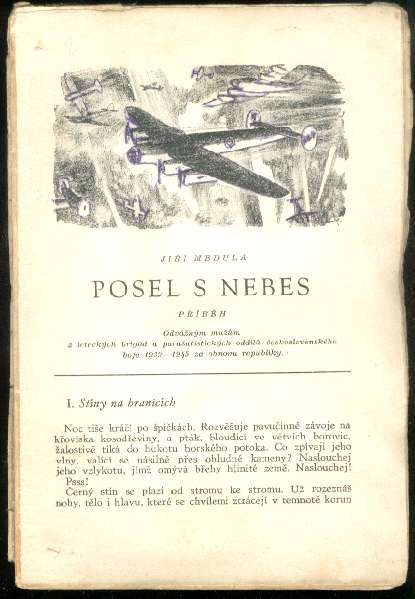 JIŘÍ MEDULA
POSEL S NEBES
PŘÍBĚH
Odvážným mužům
z leteckých brigád a parašutistických oddílů československého
boje 1939—1945 za obnovu republiky.
I. Stíny na hranicích
Noc tiše kráčí po špičkách. Rozvěšuje pavučinné závoje na
křoviska kosodřeviny, a pták, bloudící ve větvích borovic,
žalostivě tiká do hukotu horského potoka. Co zpívají jeho
vlny, valící se násilně přes obludné kameny? Naslouchej
jeho vzlykotu, jímž omývá břehy hlinité země. Naslouchej!
Psss!
Černý stín se plazí od stromu ke stromu. Už rozeznáš
nohy, tělo i hlavu, které se chvílemi ztrácejí v temnotě korun